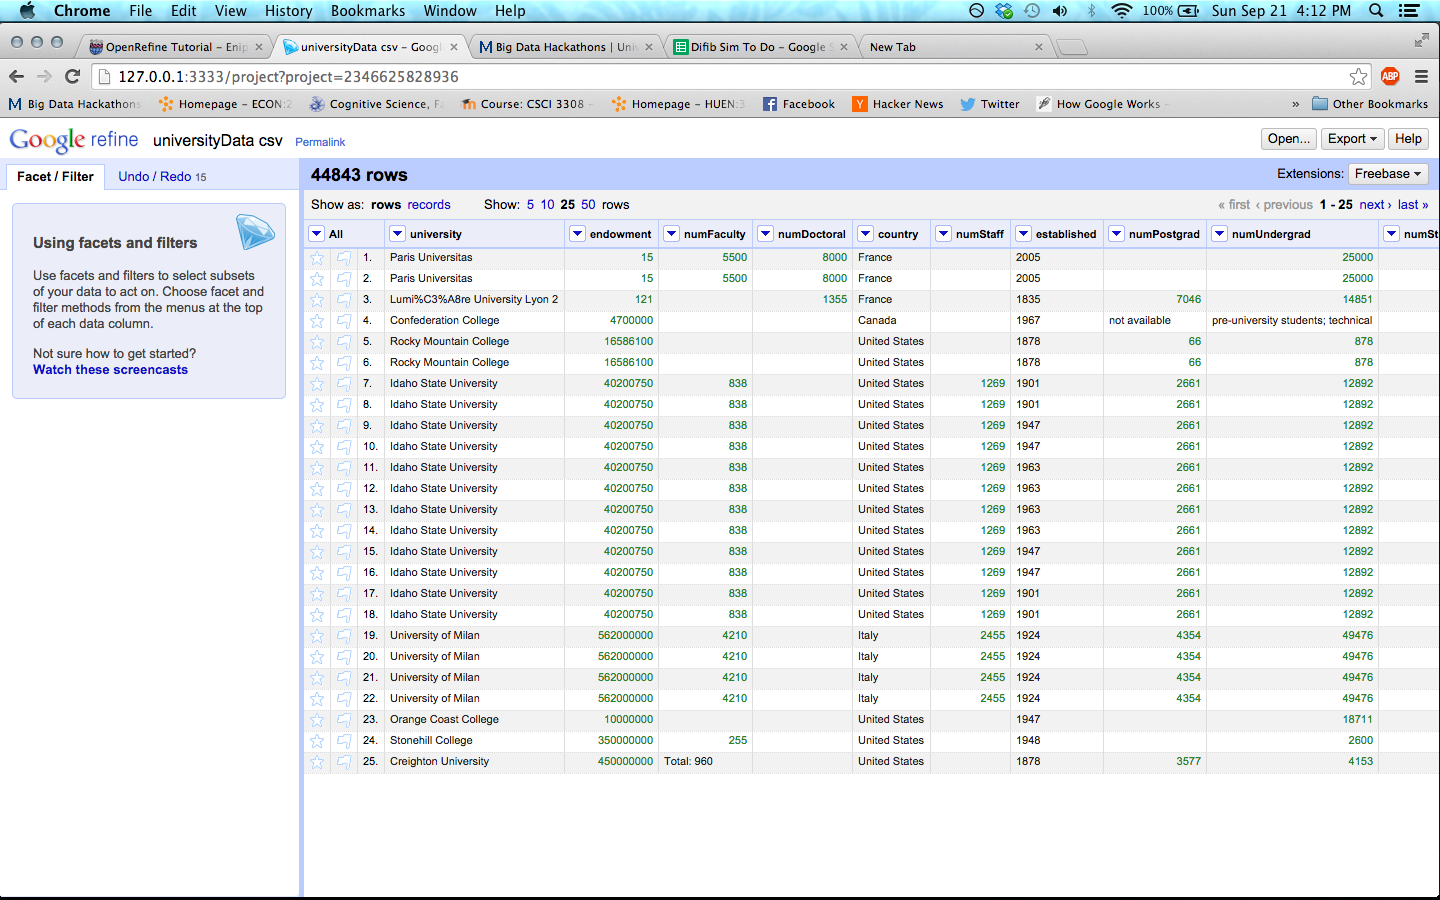 Chrome File Edit View History Bookmarks Window Help 100% Sun Sep 21 4:12 PM
OpenRefine Tutorial – Enip universityData csv – Googl Big Data Hackathons | Univ Difib Sim To Do – Google S New Tab
127.0.0.1:3333/project?project=2346625828936 ABP
Big Data Hackathons Homepage – ECON:2 Cognitive Science, F Course: CSCI 3308 – Homepage – HUEN:3 Facebook Hacker News Twitter How Google Works – » Other Bookmarks
Google refine universityData csv Permalink Open... Export Help
Facet / Filter Undo / Redo 15 44843 rows Extensions: Freebase
Show as: rows records Show: 5 10 25 50 rows « first ‹ previous 1 - 25 next › last »
Using facets and filters
Use facets and filters to select subsets
of your data to act on. Choose facet and
filter methods from the menus at the top
of each data column.
Not sure how to get started?
Watch these screencasts
All university endowment numFaculty numDoctoral country numStaff established numPostgrad numUndergrad numSt
1. Paris Universitas 15 5500 8000 France 2005 25000
2. Paris Universitas 15 5500 8000 France 2005 25000
3. Lumi%C3%A8re University Lyon 2 121 1355 France 1835 7046 14851
4. Confederation College 4700000 Canada 1967 not available pre-university students; technical
5. Rocky Mountain College 16586100 United States 1878 66 878
6. Rocky Mountain College 16586100 United States 1878 66 878
7. Idaho State University 40200750 838 United States 1269 1901 2661 12892
8. Idaho State University 40200750 838 United States 1269 1901 2661 12892
9. Idaho State University 40200750 838 United States 1269 1947 2661 12892
10. Idaho State University 40200750 838 United States 1269 1947 2661 12892
11. Idaho State University 40200750 838 United States 1269 1963 2661 12892
12. Idaho State University 40200750 838 United States 1269 1963 2661 12892
13. Idaho State University 40200750 838 United States 1269 1963 2661 12892
14. Idaho State University 40200750 838 United States 1269 1963 2661 12892
15. Idaho State University 40200750 838 United States 1269 1947 2661 12892
16. Idaho State University 40200750 838 United States 1269 1947 2661 12892
17. Idaho State University 40200750 838 United States 1269 1901 2661 12892
18. Idaho State University 40200750 838 United States 1269 1901 2661 12892
19. University of Milan 562000000 4210 Italy 2455 1924 4354 49476
20. University of Milan 562000000 4210 Italy 2455 1924 4354 49476
21. University of Milan 562000000 4210 Italy 2455 1924 4354 49476
22. University of Milan 562000000 4210 Italy 2455 1924 4354 49476
23. Orange Coast College 10000000 United States 1947 18711
24. Stonehill College 350000000 255 United States 1948 2600
25. Creighton University 450000000 Total: 960 United States 1878 3577 4153